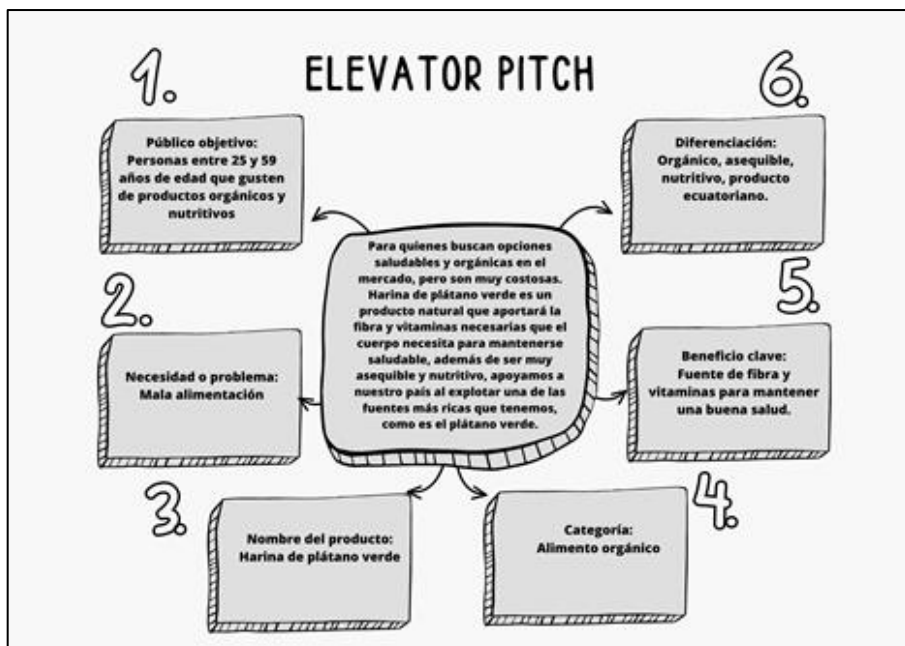 ELEVATOR PITCH
1.
Público objetivo:
Personas entre 25 y 59
años de edad que gusten
de productos orgánicos y
nutritivos
2.
Necesidad o problema:
Mala alimentación
3.
Nombre del producto:
Harina de plátano verde
Para quienes buscan opciones
saludables y orgánicas en el
mercado, pero son muy costosas.
Harina de plátano verde es un
producto natural que aportará la
fibra y vitaminas necesarias que el
cuerpo necesita para mantenerse
saludable, además de ser muy
asequible y nutritivo, apoyamos a
nuestro país al explotar una de las
fuentes más ricas que tenemos,
como es el plátano verde.
4.
Categoría:
Alimento orgánico
5.
Beneficio clave:
Fuente de fibra y
vitaminas para mantener
una buena salud.
6.
Diferenciación:
Orgánico, asequible,
nutritivo, producto
ecuatoriano.